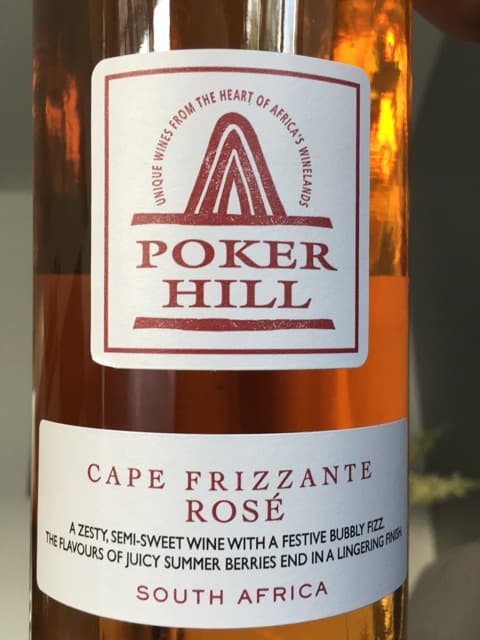 UNIQUE WINES FROM THE HEART OF AFRICA'S WINELANDS
POKER
HILL
CAPE FRIZZANTE
ROSÉ
A ZESTY, SEMI-SWEET WINE WITH A FESTIVE BUBBLY FIZZ.
THE FLAVOURS OF JUICY SUMMER BERRIES END IN A LINGERING FINISH.
SOUTH AFRICA